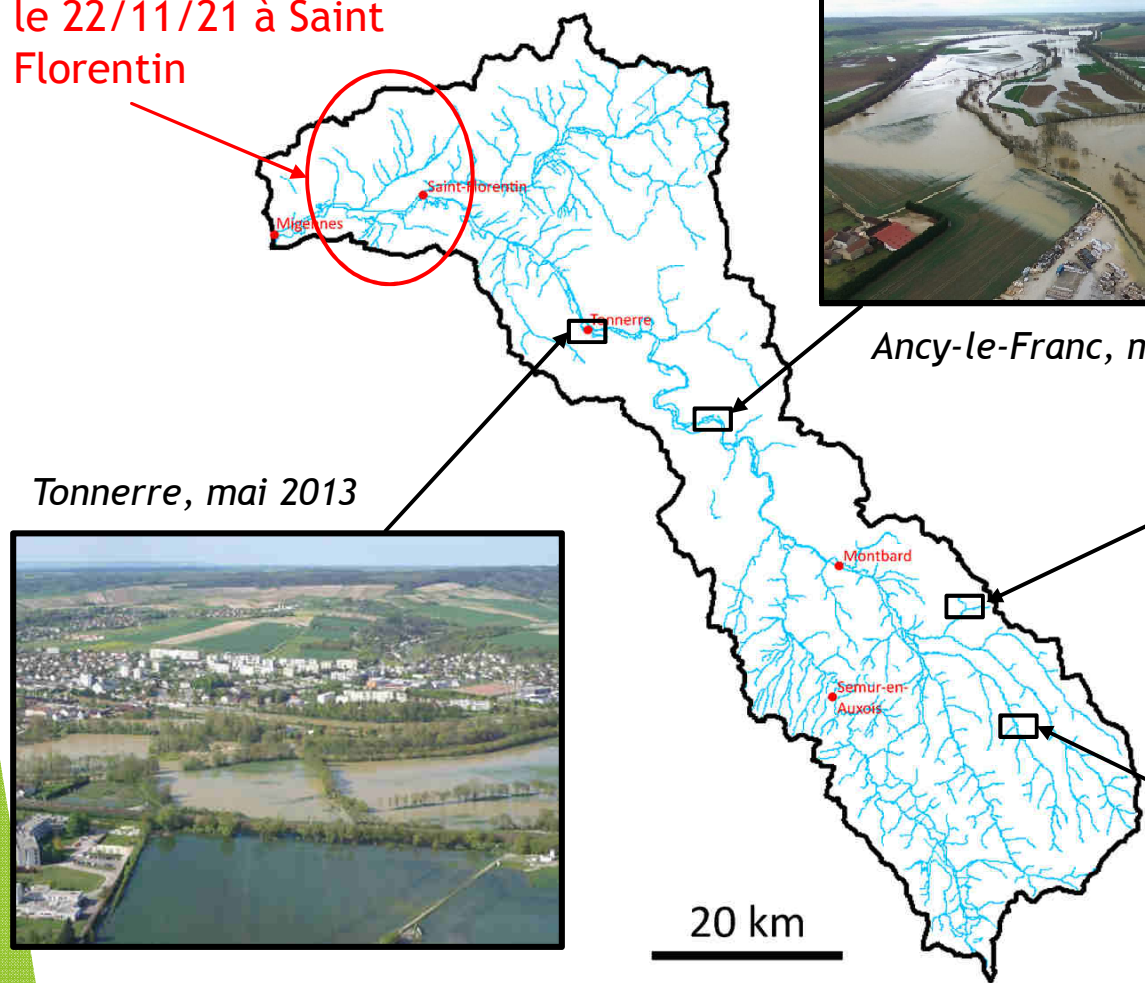 le 22/11/21 à Saint
Florentin
Saint-Florentin
Migennes
Tonnerre
Ancy-le-Franc,
Tonnerre, mai 2013
Montbard
Semur-en-
Auxois
20 km